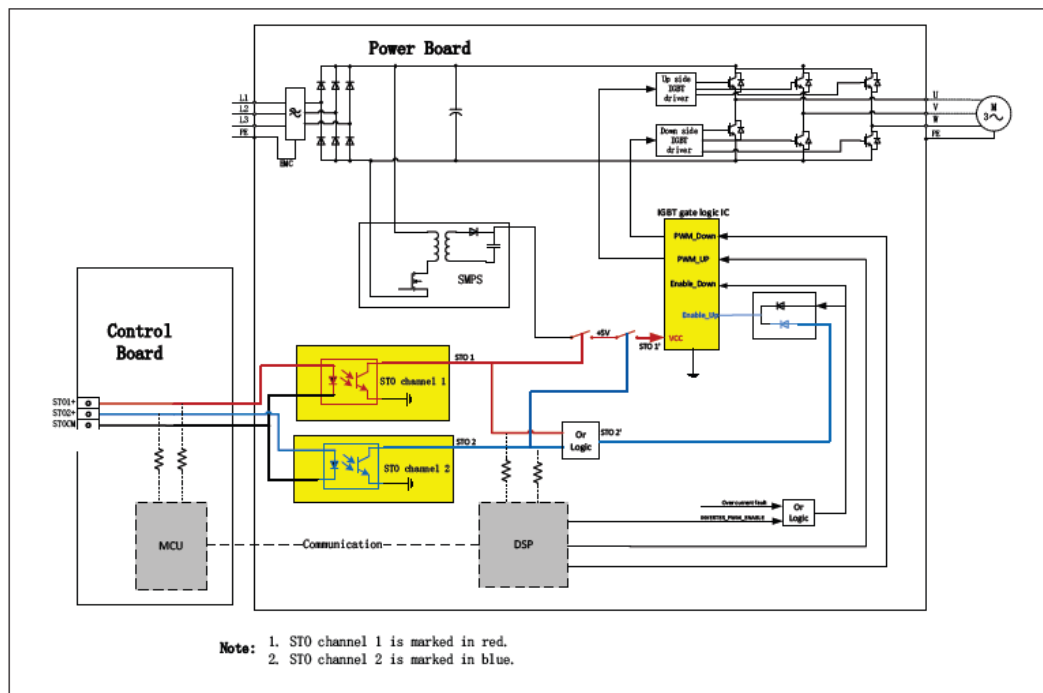 Power Board
L1
L2
L3
PE
EMC
Up side
IGBT
driver
Down side
IGBT
driver
U
V
W
PE
M
3
IGBT gate logic IC
PWM_Down
PWM_UP
Enable_Down
Enable_Up
VCC
SMPS
+5V
STO 1'
Control
Board
STO 1
STO channel 1
STO1+
STO2+
STOCM
STO 2
STO channel 2
Or
Logic
STO 2'
Over current fault
INVERTER_PWM_ENABLE
Or
Logic
MCU
Communication
DSP
Note: 1. STO channel 1 is marked in red.
2. STO channel 2 is marked in blue.